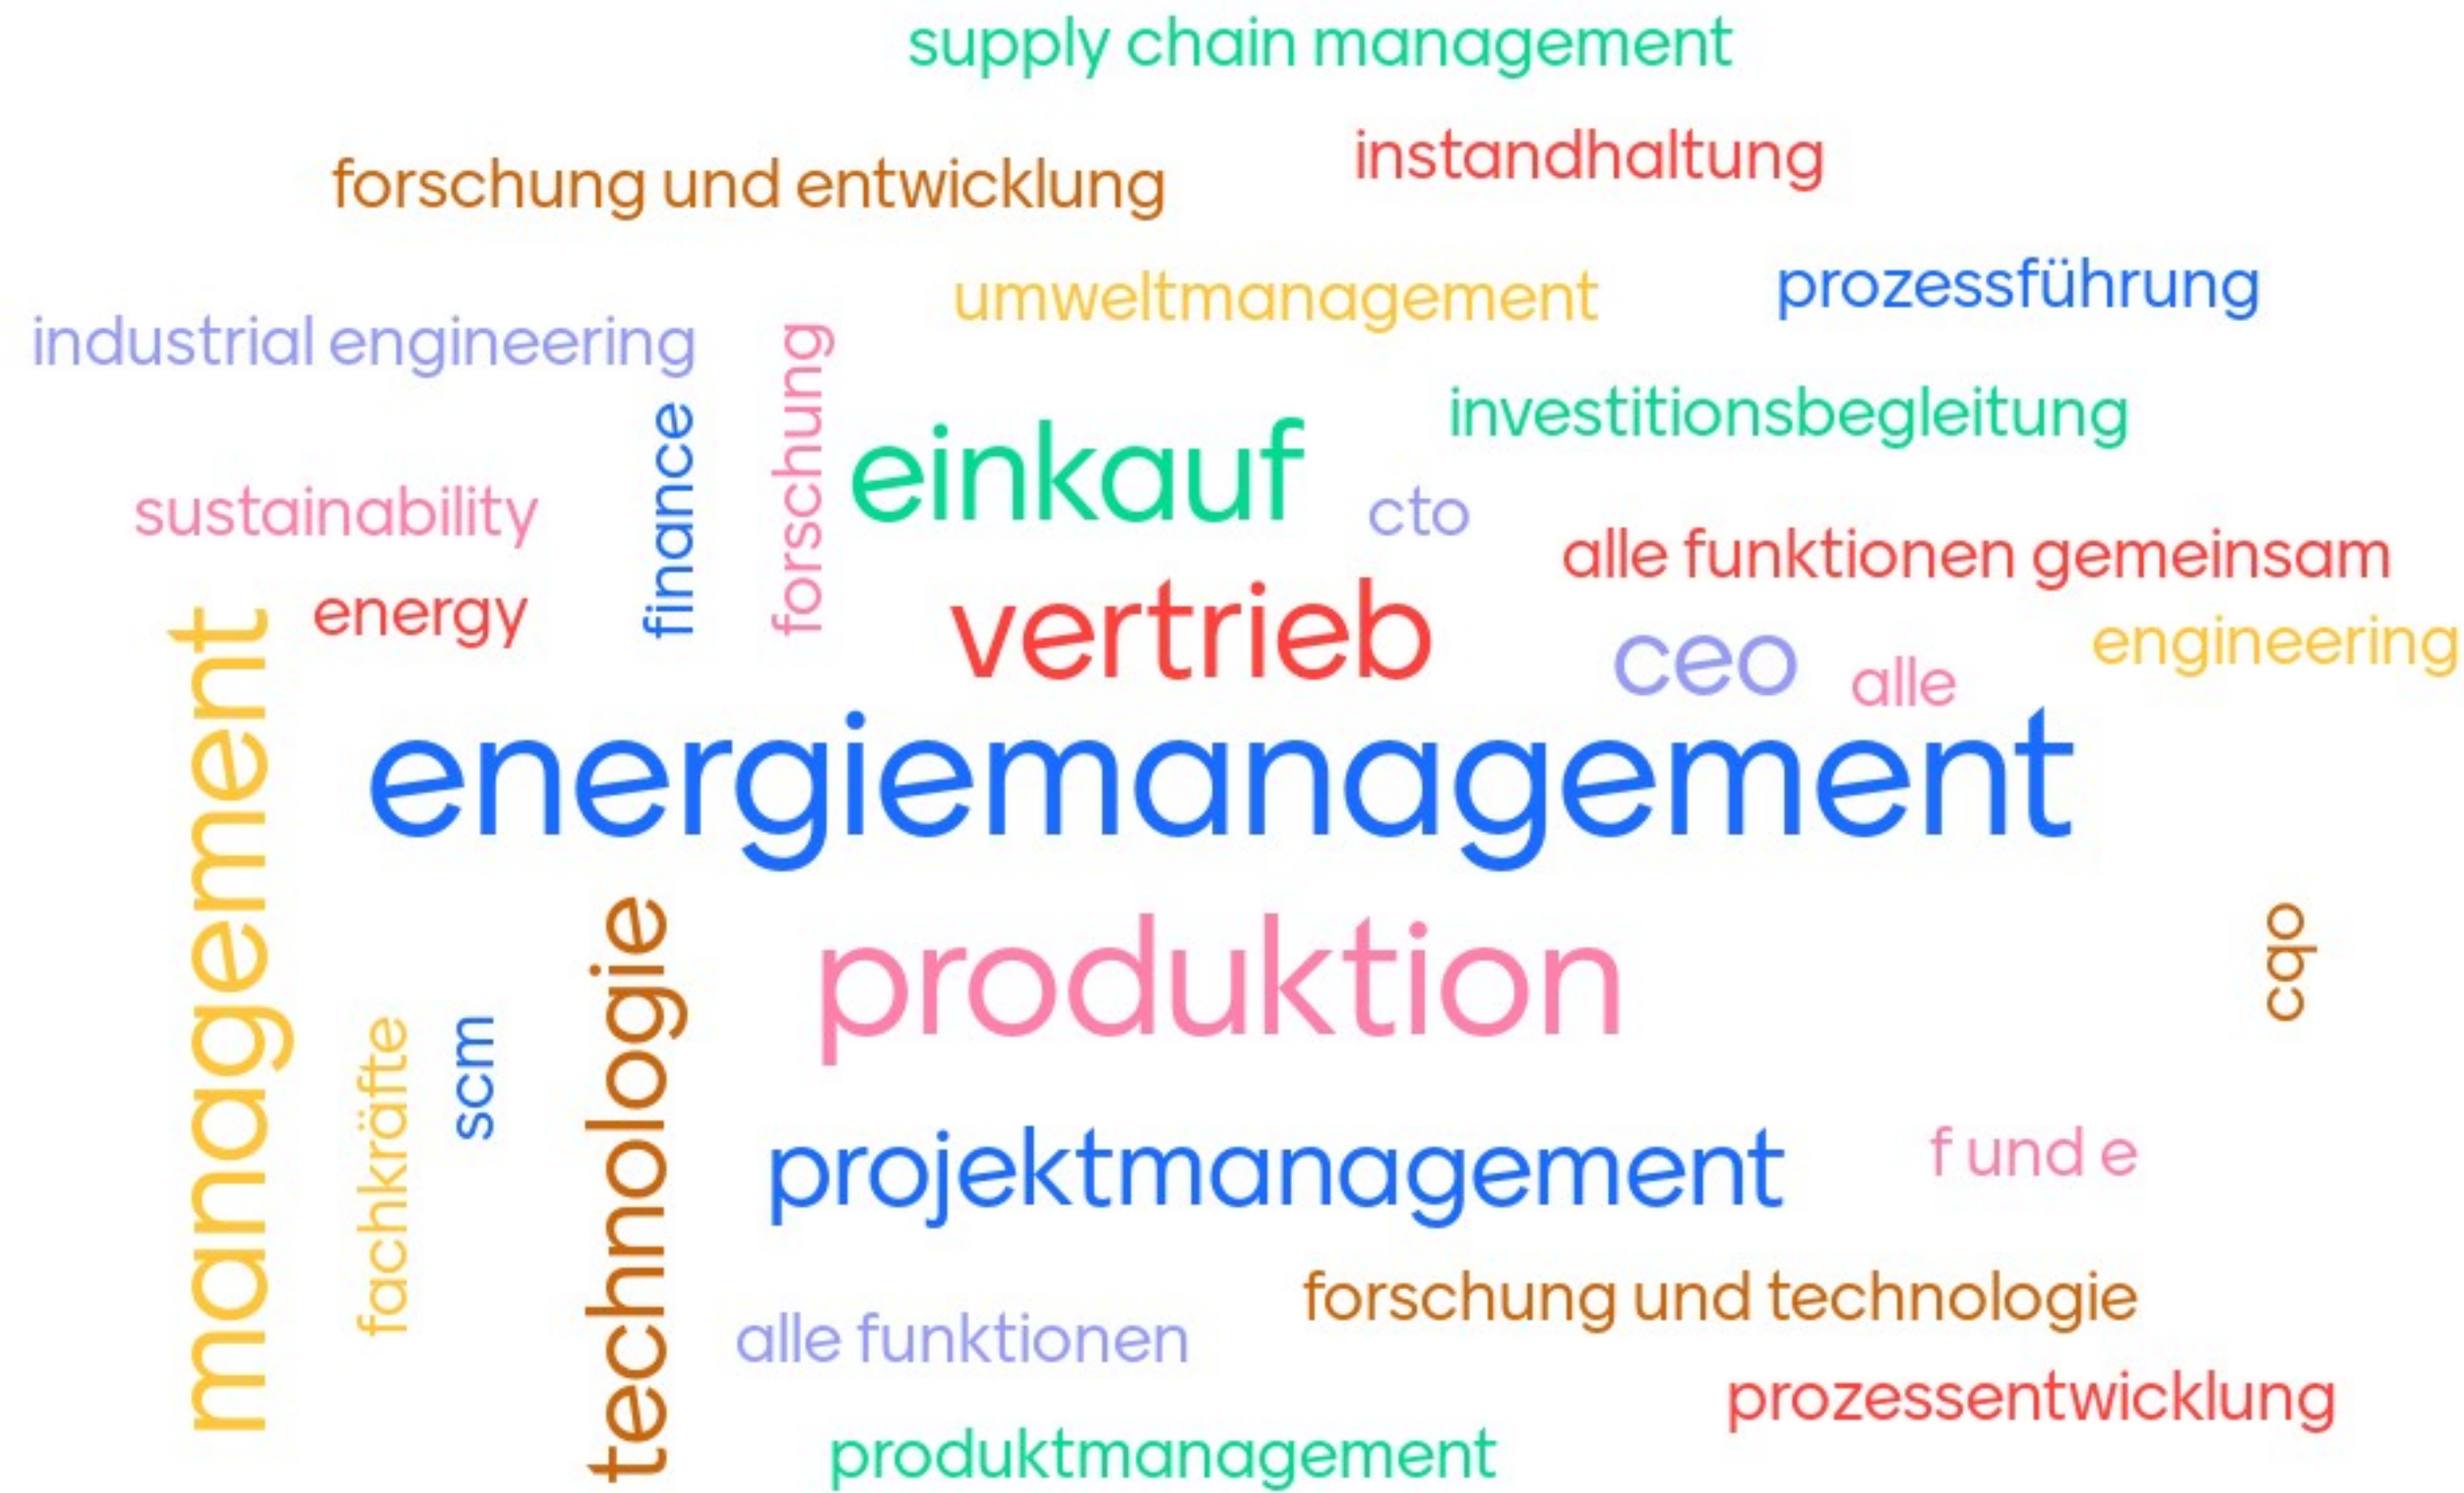 supply chain management
instandhaltung
forschung und entwicklung
umweltmanagement
prozessführung
industrial engineering
forschung
finance
einkauf
investitionsbegleitung
sustainability
cto
alle funktionen gemeinsam
energy
vertrieb
ceo
alle
engineering
management
energiemanagement
technologie
produktion
cqo
fachkräfte
scm
projektmanagement
f und e
forschung und technologie
alle funktionen
prozessentwicklung
produktmanagement